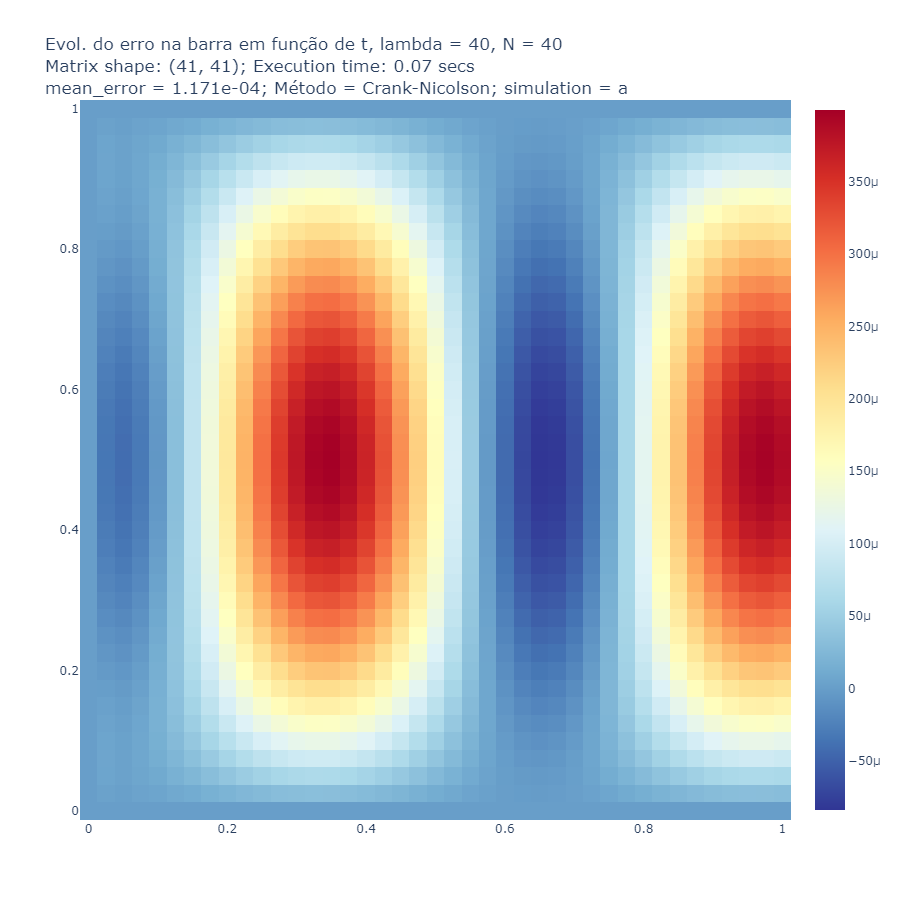 Evol. do erro na barra em função de t, lambda = 40, N = 40
Matrix shape: (41, 41); Execution time: 0.07 secs
mean_error = 1.171e-04; Método = Crank-Nicolson; simulation = a
1
0.8
0.6
0.4
0.2
0
0 0.2 0.4 0.6 0.8 1
350μ
300μ
250μ
200μ
150μ
100μ
50μ
0
−50μ